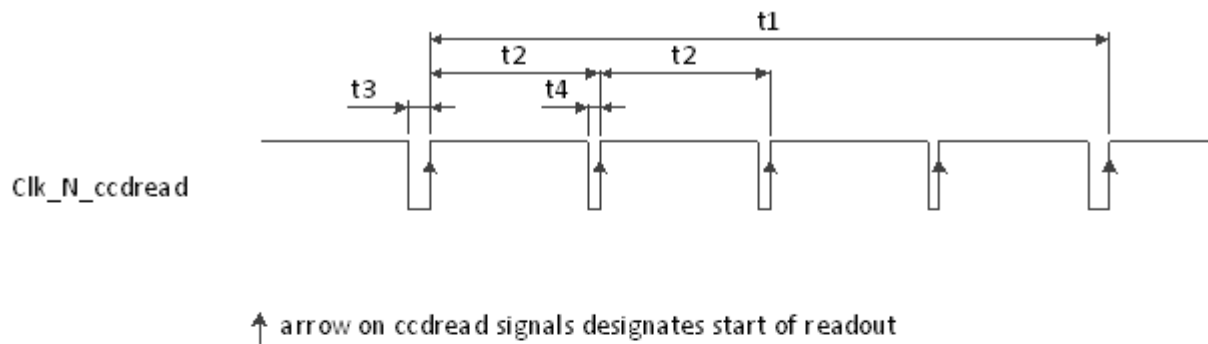 t1
t2 t2
t3 t4
Clk_N_ccdread
arrow on ccdread signals designates start of readout